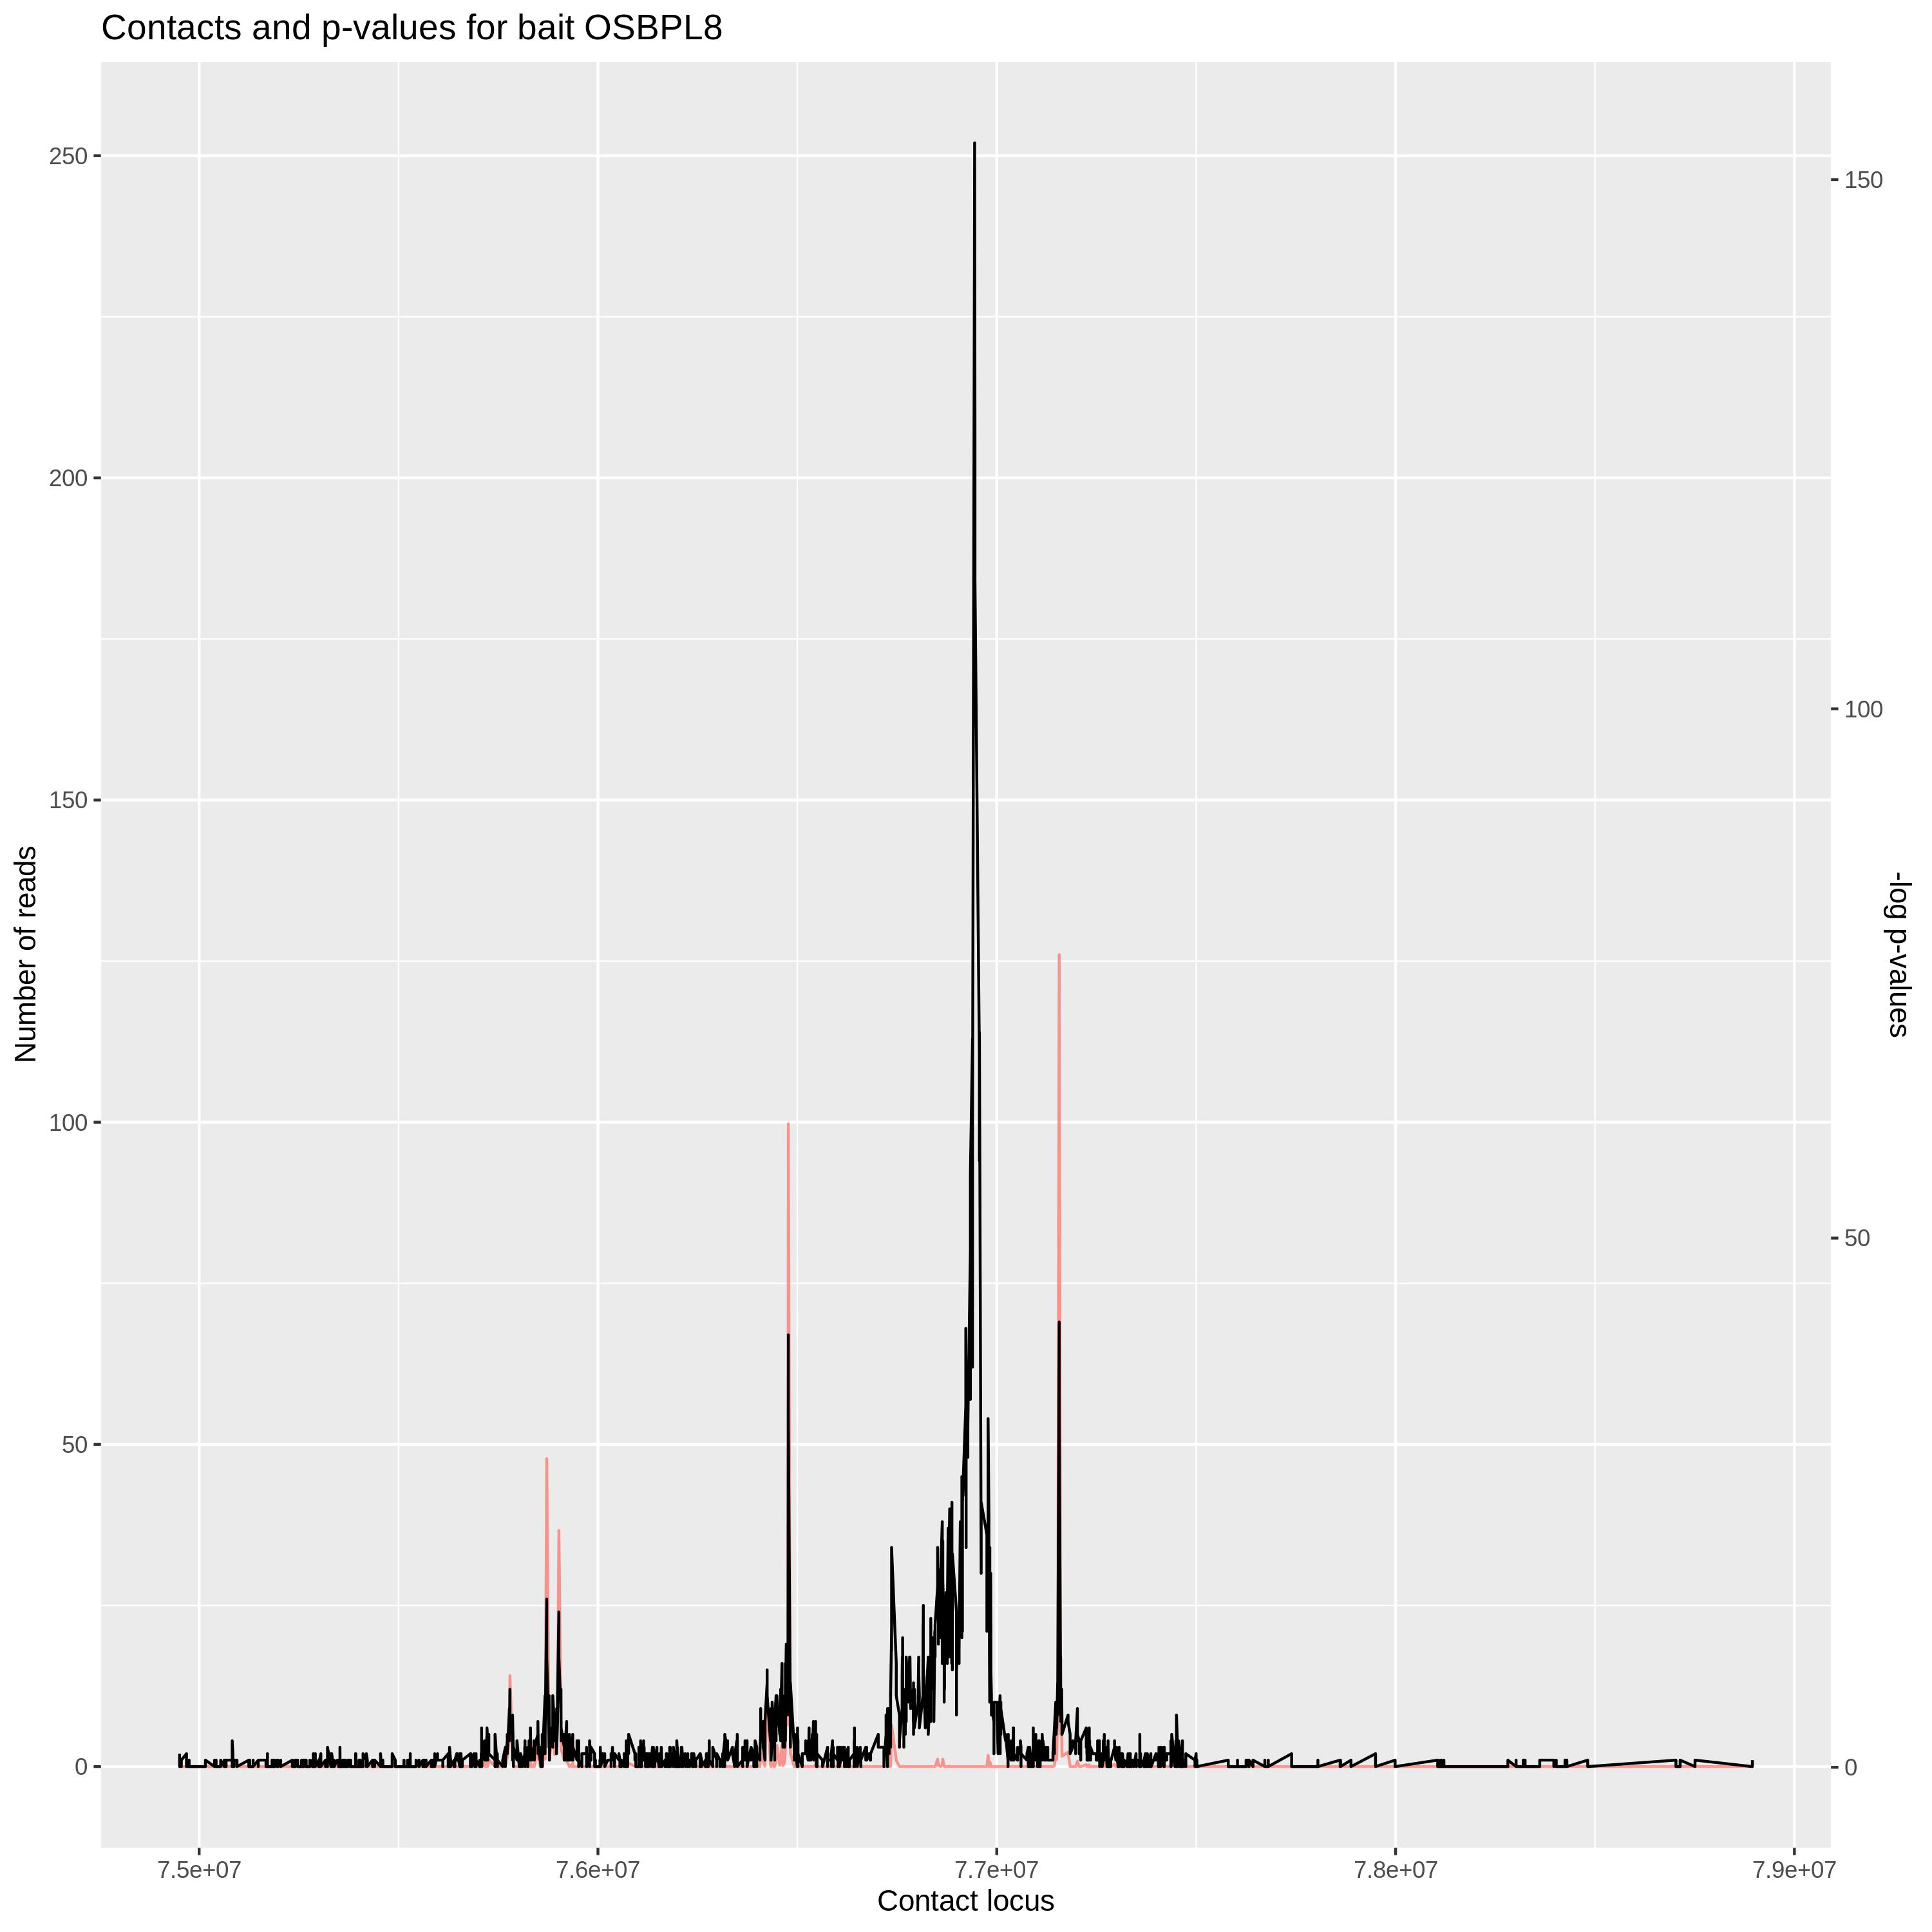 Contacts and p-values for bait OSBPL8
250
200
150
100
50
0
Number of reads
150
100
50
0
-log p-values
7.5e+07
7.6e+07
7.7e+07
7.8e+07
7.9e+07
Contact locus